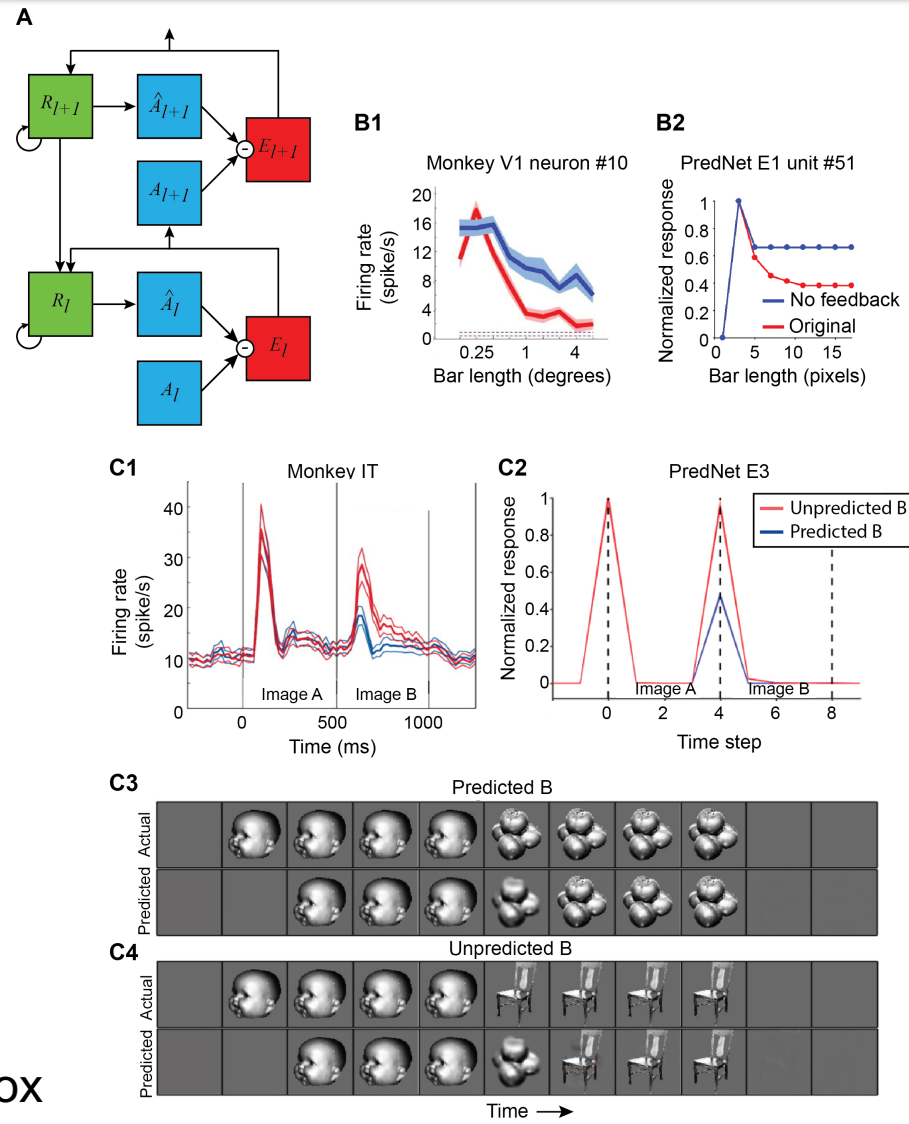 A
R_{l+1}
Â_{l+1}
E_{l+1}
-
A_{l+1}
R_l
Â_l
E_l
-
A_l
B1
Monkey V1 neuron #10
Firing rate
(spike/s)
20
16
12
8
4
0
0.25
1
4
Bar length (degrees)
B2
PredNet E1 unit #51
Normalized response
1
0.8
0.6
0.4
0.2
0
0
5
10
15
No feedback
Original
Bar length (pixels)
C1
Monkey IT
Firing rate
(spike/s)
40
30
20
10
0
Image A
Image B
0
500
1000
Time (ms)
C2
PredNet E3
Normalized response
1
0.8
0.6
0.4
0.2
0
Unpredicted B
Predicted B
Image A
Image B
0
2
4
6
8
Time step
C3
Predicted B
Actual
Predicted
C4
Unpredicted B
Actual
Predicted
ox
Time